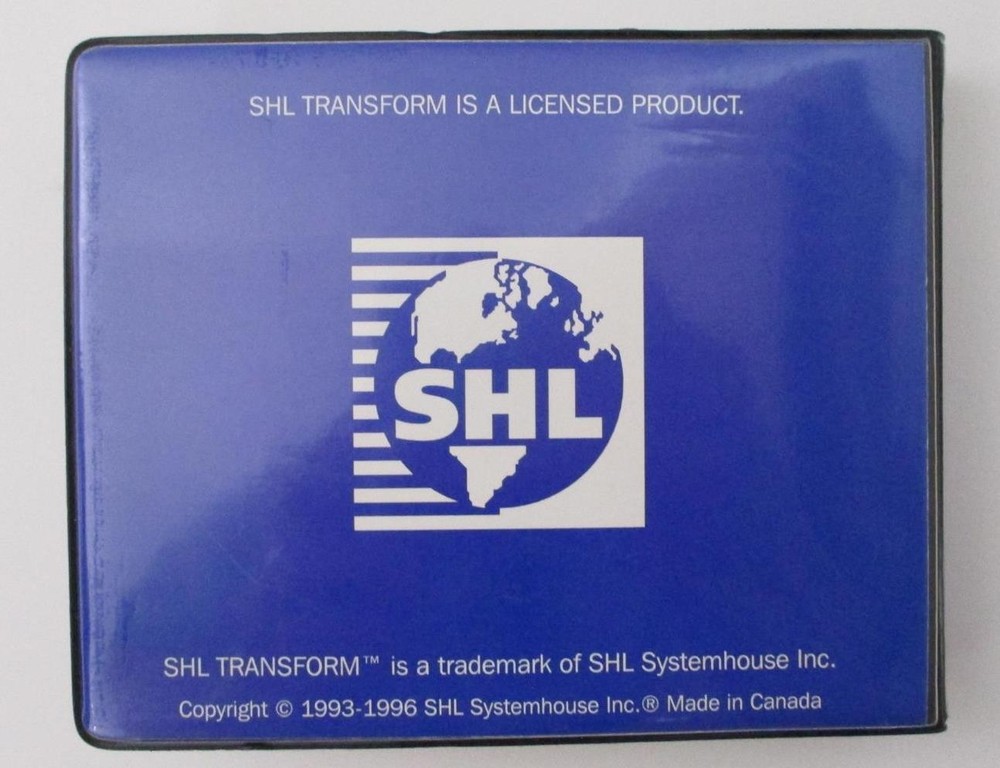 SHL TRANSFORM IS A LICENSED PRODUCT.
SHL
SHL TRANSFORM™ is a trademark of SHL Systemhouse Inc.
Copyright © 1993-1996 SHL Systemhouse Inc.® Made in Canada